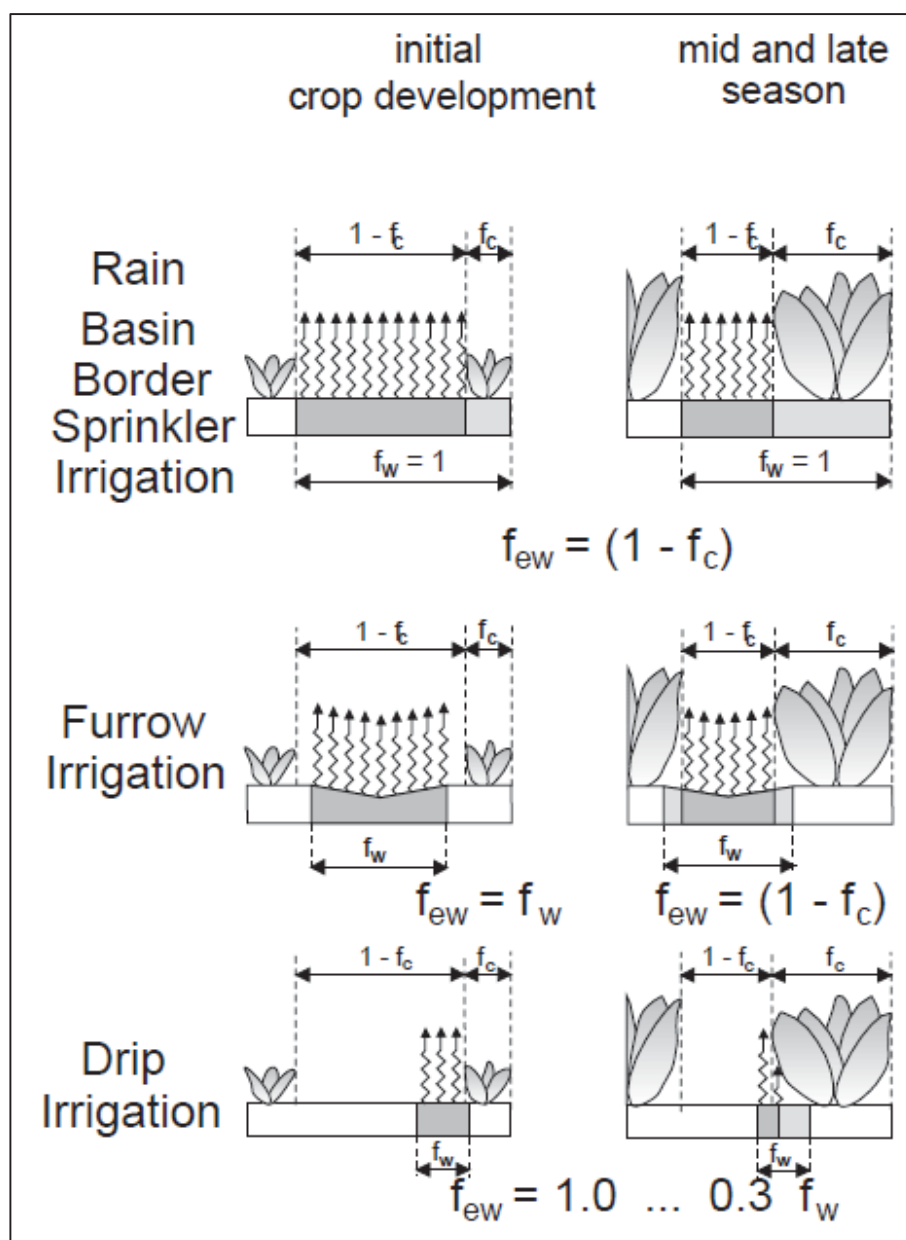 initial
crop development
mid and late
season
Rain
Basin
Border
Sprinkler
Irrigation
1 - fc
fc
1 - fc
fc
fw = 1
fw = 1
few = (1 - fc)
Furrow
Irrigation
1 - fc
fc
1 - fc
fc
fw
fw
few = fw
few = (1 - fc)
Drip
Irrigation
1 - fc
fc
1 - fc
fc
fw
fw
few = 1.0 ... 0.3 fw